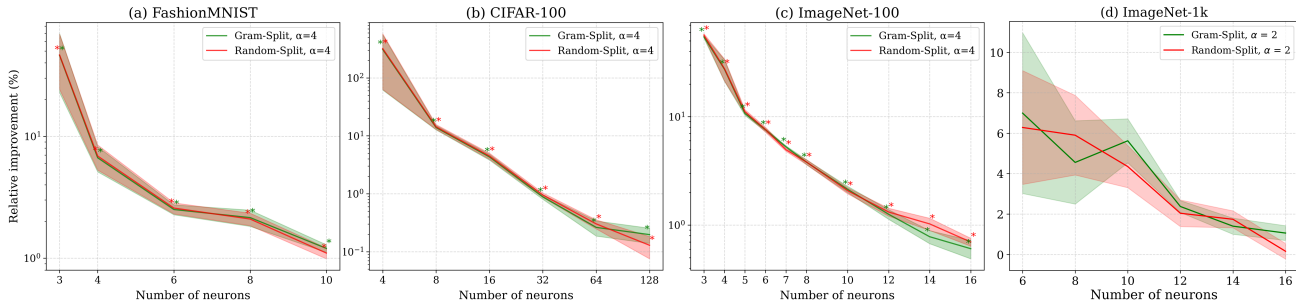 (a) FashionMNIST
Relative improvement (%)
10¹
10⁰
Gram-Split, α=4
Random-Split, α=4
3 4 6 8 10
Number of neurons
(b) CIFAR-100
10²
10¹
10⁰
10⁻¹
Gram-Split, α=4
Random-Split, α=4
4 8 16 32 64 128
Number of neurons
(c) ImageNet-100
10¹
10⁰
Gram-Split, α=4
Random-Split, α=4
3 4 5 6 7 8 10 12 14 16
Number of neurons
(d) ImageNet-1k
10
8
6
4
2
0
Gram-Split, α = 2
Random-Split, α = 2
6 8 10 12 14 16
Number of neurons